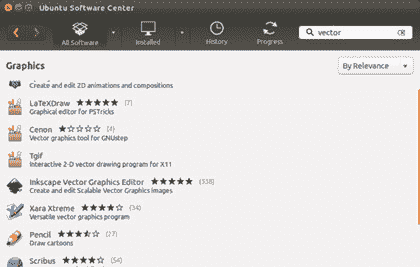 Ubuntu Software Center
All Software
Installed
History
Progress
vector
Graphics
By Relevance
Create and edit 2D animations and compositions
LaTeXDraw (7)
Graphical editor for PSTricks
Cenon (4)
Vector graphics tool for GNUstep
Tgif
Interactive 2-D vector drawing program for X11
Inkscape Vector Graphics Editor (338)
Create and edit Scalable Vector Graphics images
Xara Xtreme (34)
Versatile vector graphics program
Pencil (27)
Draw cartoons
Scribus (54)